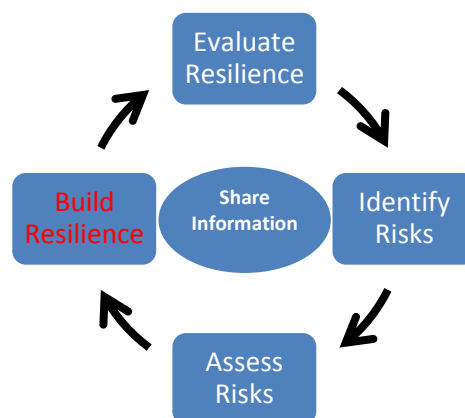 Evaluate
Resilience
Build
Resilience
Share
Information
Identify
Risks
Assess
Risks